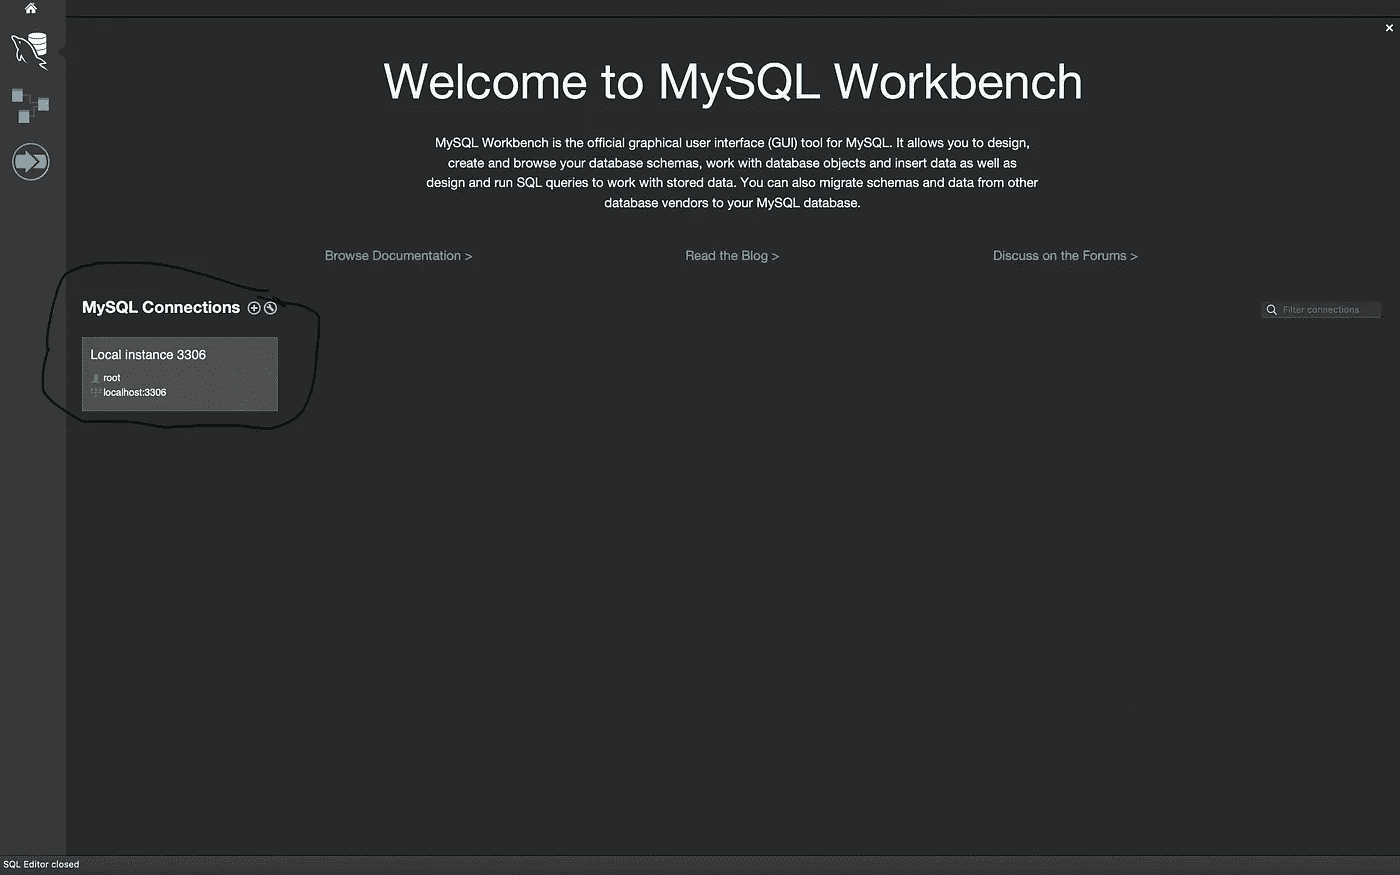 Welcome to MySQL Workbench
MySQL Workbench is the official graphical user interface (GUI) tool for MySQL. It allows you to design,
create and browse your database schemas, work with database objects and insert data as well as
design and run SQL queries to work with stored data. You can also migrate schemas and data from other
database vendors to your MySQL database.
Browse Documentation > Read the Blog > Discuss on the Forums >
MySQL Connections
Filter connections
Local instance 3306
root
localhost:3306
SQL Editor closed